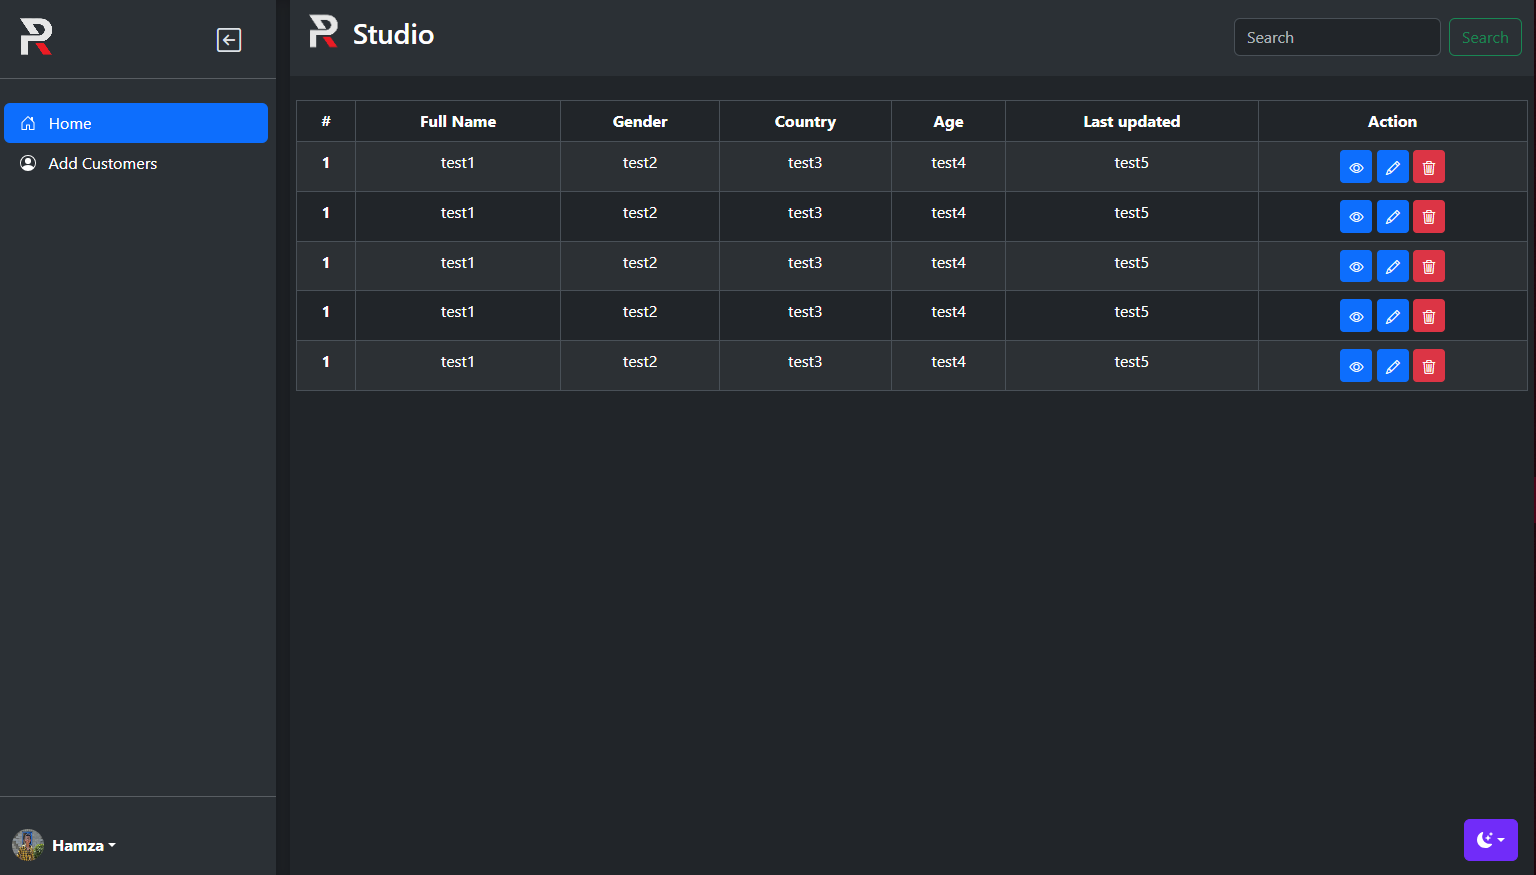 Studio
Search Search
Home
Add Customers
# Full Name Gender Country Age Last updated Action
1 test1 test2 test3 test4 test5
1 test1 test2 test3 test4 test5
1 test1 test2 test3 test4 test5
1 test1 test2 test3 test4 test5
1 test1 test2 test3 test4 test5
Hamza